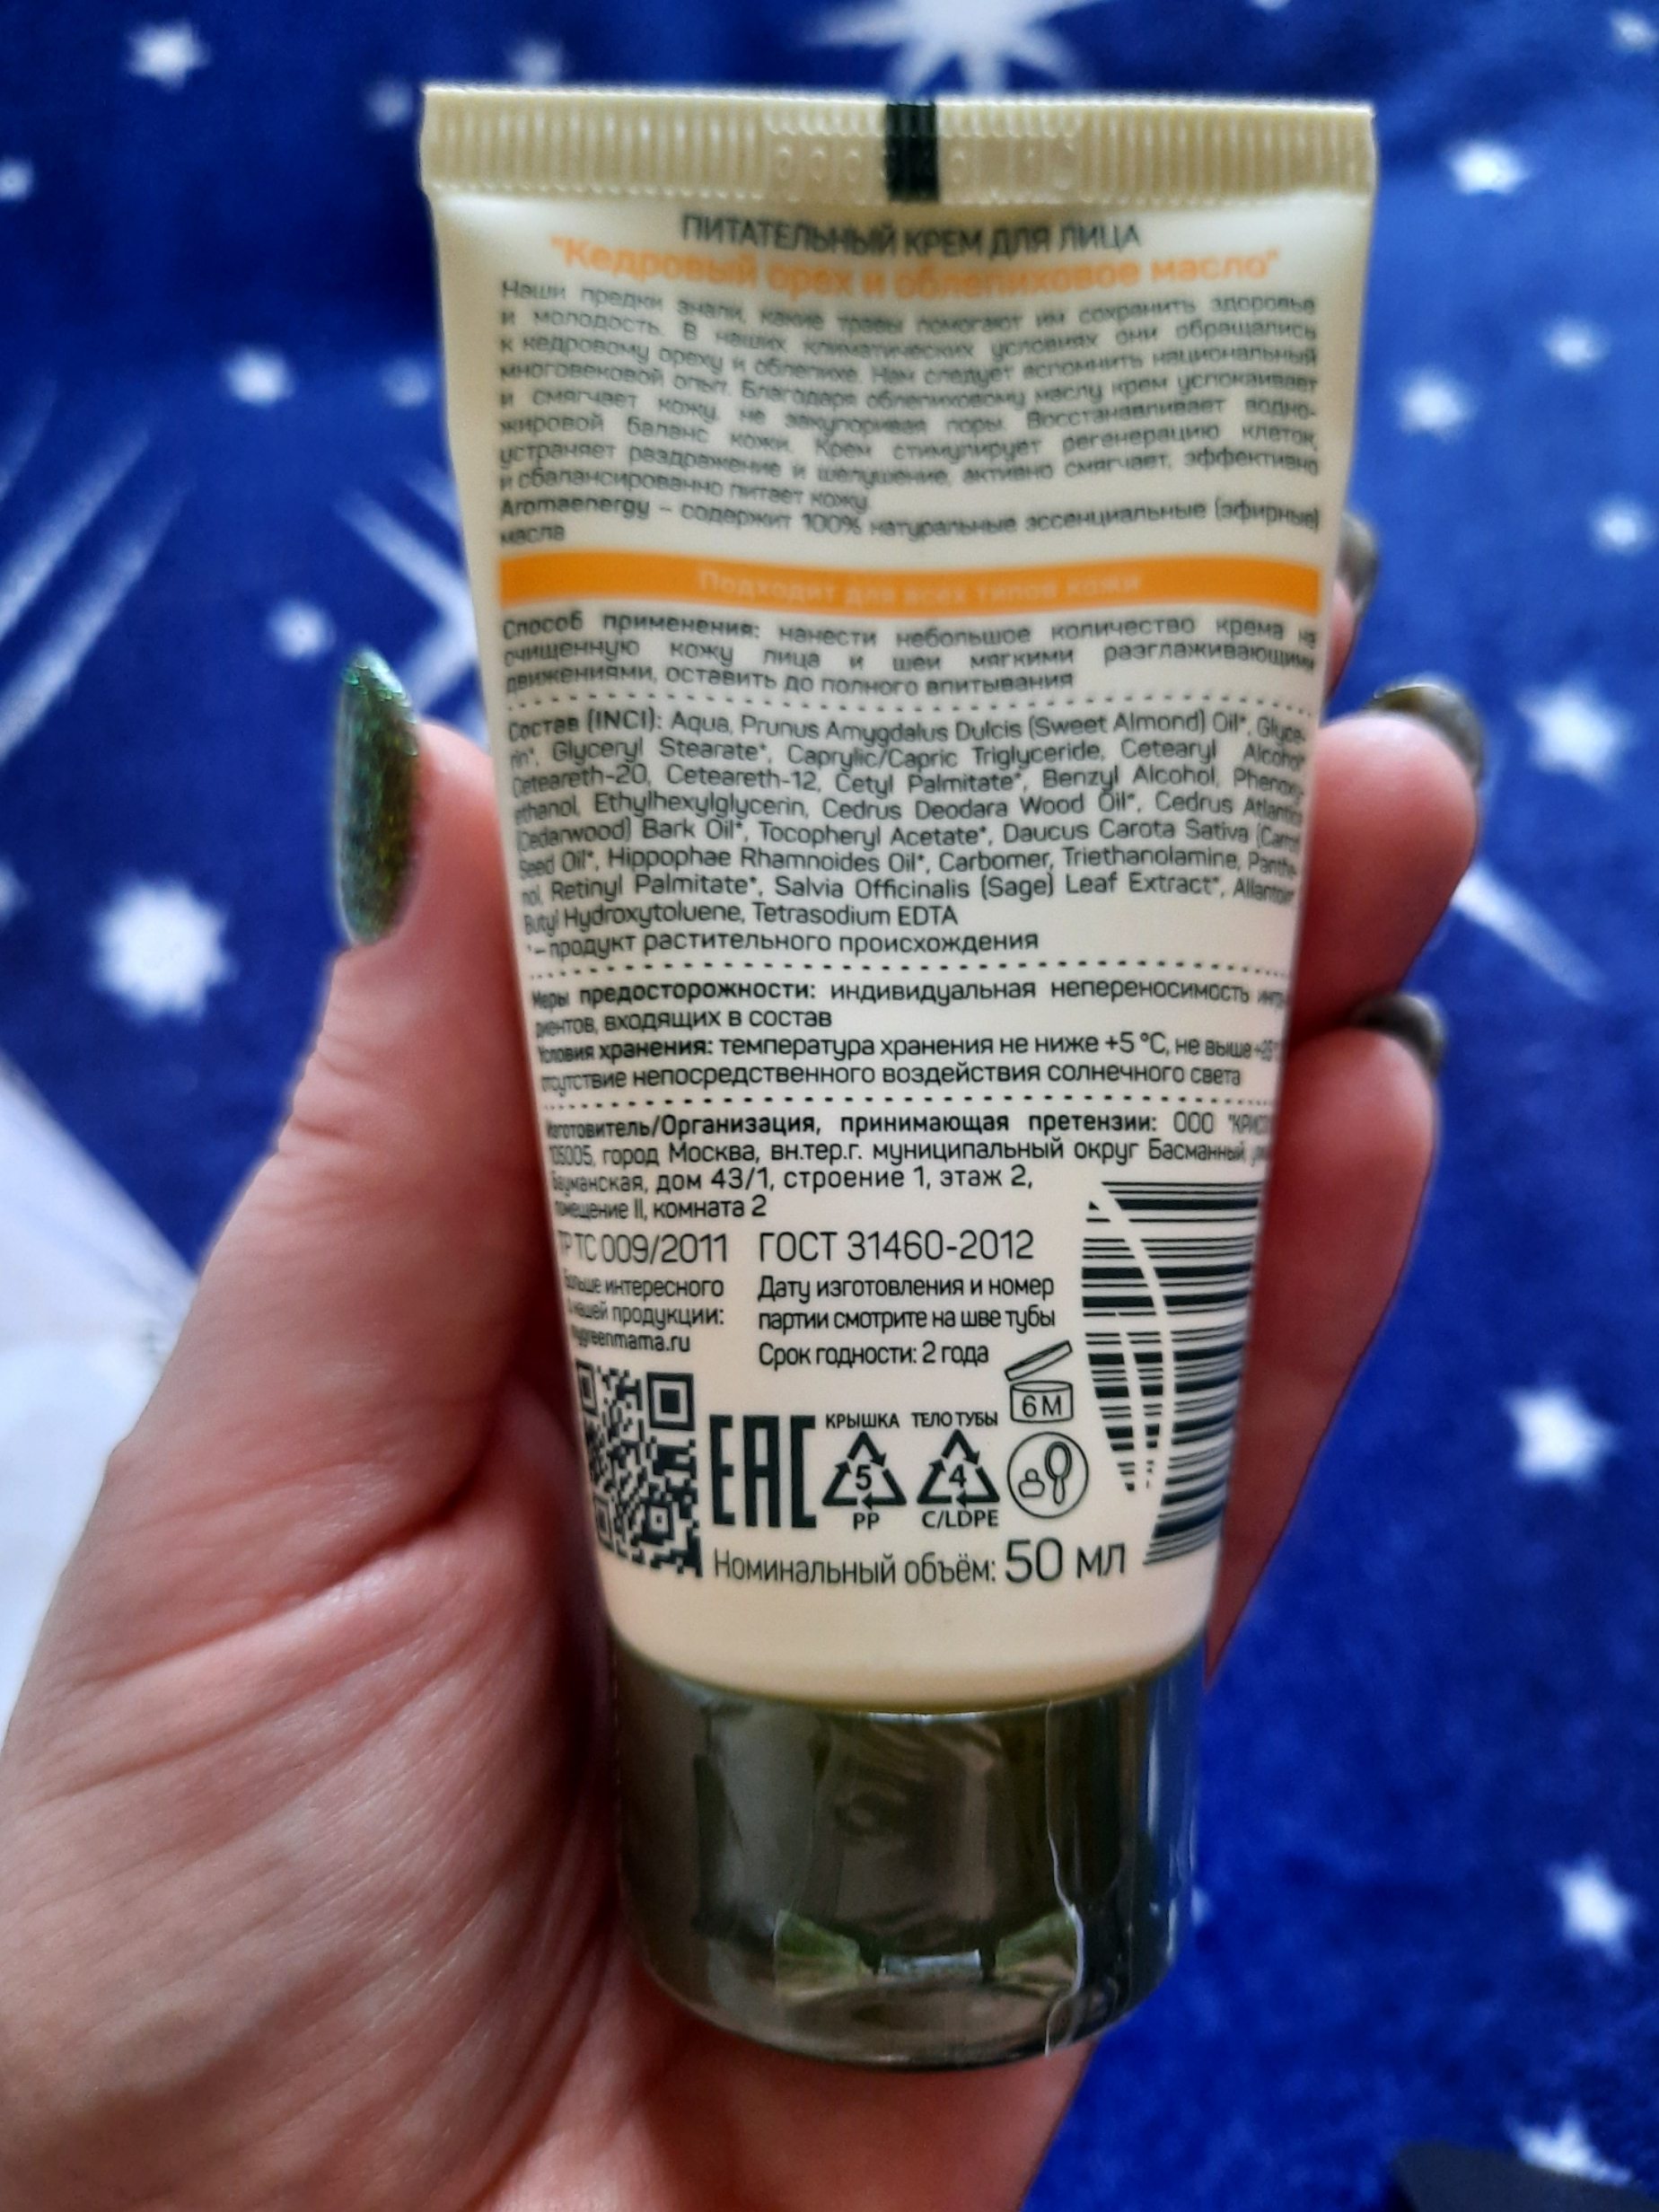 ПИТАТЕЛЬНЫЙ КРЕМ ДЛЯ ЛИЦА
"Кедровый орех и облепиховое масло"
Наши предки знали, какие травы помогают им сохранить здоровье
и молодость. В наших климатических условиях они обращались
к кедровому ореху и облепихе. Нам следует вспомнить национальный
многовековой опыт. Благодаря облепиховому маслу крем успокаивает
и смягчает кожу, не закупоривая поры. Восстанавливает водно-
жировой баланс кожи. Крем стимулирует регенерацию клеток,
устраняет раздражение и шелушение, активно смягчает, эффективно
и сбалансированно питает кожу
Aromaenergy – содержит 100% натуральные эссенциальные (эфирные)
масла
Подходит для всех типов кожи
Способ применения: нанести небольшое количество крема на
очищенную кожу лица и шеи мягкими разглаживающими
движениями, оставить до полного впитывания
Состав (INCI): Aqua, Prunus Amygdalus Dulcis (Sweet Almond) Oil*, Glyce-
rin*, Glyceryl Stearate*, Caprylic/Capric Triglyceride, Cetearyl Alcohol*,
Ceteareth-20, Ceteareth-12, Cetyl Palmitate*, Benzyl Alcohol, Phenoxy-
ethanol, Ethylhexylglycerin, Cedrus Deodara Wood Oil*, Cedrus Atlantica
(Cedarwood) Bark Oil*, Tocopheryl Acetate*, Daucus Carota Sativa (Carrot)
Seed Oil*, Hippophae Rhamnoides Oil*, Carbomer, Triethanolamine, Panthe-
nol, Retinyl Palmitate*, Salvia Officinalis (Sage) Leaf Extract*, Allantoin,
Butyl Hydroxytoluene, Tetrasodium EDTA
* – продукт растительного происхождения
Меры предосторожности: индивидуальная непереносимость ингре-
диентов, входящих в состав
Условия хранения: температура хранения не ниже +5 °C, не выше +25°C
отсутствие непосредственного воздействия солнечного света
Изготовитель/Организация, принимающая претензии: ООО
105005, город Москва, вн.тер.г. муниципальный округ Басманный,
Бауманская, дом 43/1, строение 1, этаж 2,
помещение II, комната 2
ТР ТС 009/2011 ГОСТ 31460-2012
Больше интересного
о нашей продукции:
mygreenmama.ru
Дату изготовления и номер
партии смотрите на шве тубы
Срок годности: 2 года
6 M
EAC
КРЫШКА ТЕЛО ТУБЫ
5 4
PP C/LDPE
Номинальный объём: 50 мл